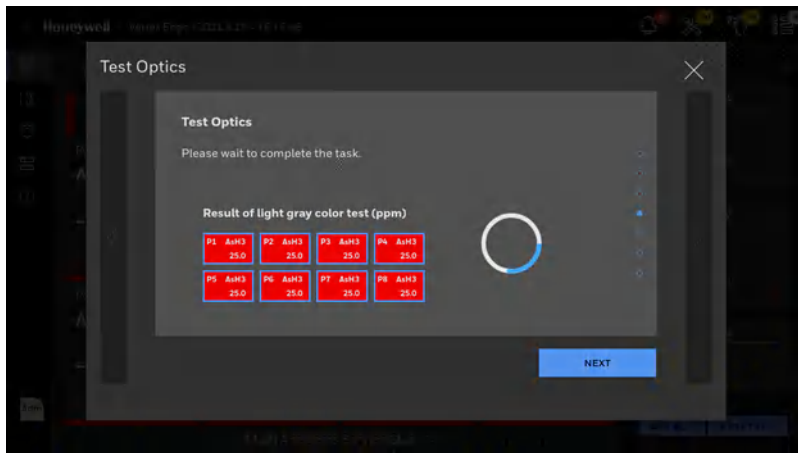 Honeywell
Test Optics
Test Optics
Please wait to complete the task.
Result of light gray color test (ppm)
P1 AsH3 P2 AsH3 P3 AsH3 P4 AsH3
25.0 25.0 25.0 25.0
P5 AsH3 P6 AsH3 P7 AsH3 P8 AsH3
25.0 25.0 25.0 25.0
NEXT